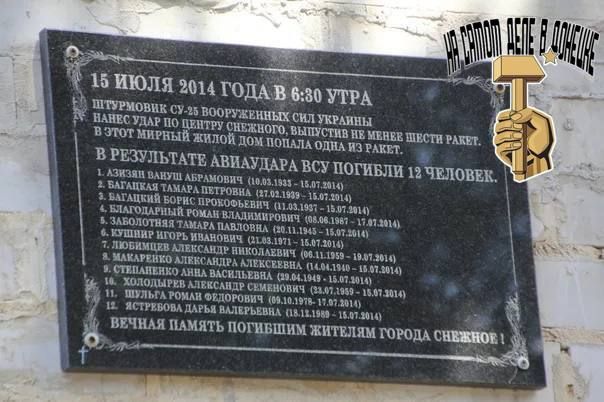 НА САМОМ ДЕЛЕ В ДОНЕЦКЕ
15 ИЮЛЯ 2014 ГОДА В 6:30 УТРА
ШТУРМОВИК СУ-25 ВООРУЖЕННЫХ СИЛ УКРАИНЫ
НАНЕС УДАР ПО ЦЕНТРУ СНЕЖНОГО, ВЫПУСТИВ НЕ МЕНЕЕ ШЕСТИ РАКЕТ.
В ЭТОТ МИРНЫЙ ЖИЛОЙ ДОМ ПОПАЛА ОДНА ИЗ РАКЕТ.
В РЕЗУЛЬТАТЕ АВИАУДАРА ВСУ ПОГИБЛИ 12 ЧЕЛОВЕК.
1. АЗИЗЯН ВАНУШ АБРАМОВИЧ (10.03.1933 – 15.07.2014)
2. БАГАЦКАЯ ТАМАРА ПЕТРОВНА (27.02.1939 – 15.07.2014)
3. БАГАЦКИЙ БОРИС ПРОКОФЬЕВИЧ (11.03.1937 – 15.07.2014)
4. БЛАГОДАРНЫЙ РОМАН ВЛАДИМИРОВИЧ (08.06.1987 – 17.07.2014)
5. ЗАБОЛОТНЯЯ ТАМАРА ПАВЛОВНА (20.11.1945 – 15.07.2014)
6. КУШНИР ИГОРЬ ИВАНОВИЧ (21.03.1971 – 15.07.2014)
7. ЛЮБИМЦЕВ АЛЕКСАНДР НИКОЛАЕВИЧ (06.11.1959 – 19.07.2014)
8. МАКАРЕНКО АЛЕКСАНДРА АЛЕКСЕЕВНА (14.04.1940 – 15.07.2014)
9. СТЕПАНЕНКО АННА ВАСИЛЬЕВНА (29.04.1949 - 15.07.2014)
10. ХОЛОДЫРЕВ АЛЕКСАНДР СЕМЕНОВИЧ (23.07.1959 – 15.07.2014)
11. ШУЛЬГА РОМАН ФЕДОРОВИЧ (09.10.1978- 17.07.2014)
12. ЯСТРЕБОВА ДАРЬЯ ВАЛЕРЬЕВНА (18.12.1989 – 15.07.2014)
ВЕЧНАЯ ПАМЯТЬ ПОГИБШИМ ЖИТЕЛЯМ ГОРОДА СНЕЖНОЕ !